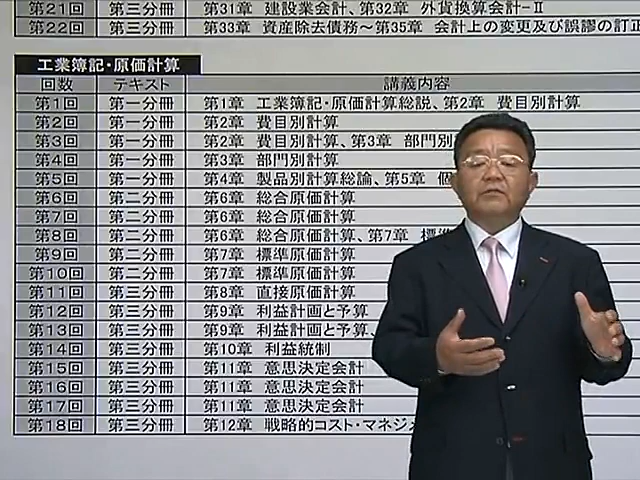 第21回 第三分冊 第31章 建設業会計、第32章 外貨換算会計-Ⅱ
第22回 第三分冊 第33章 資産除去債務～第35章 会計上の変更及び誤謬の訂正
工業簿記・原価計算
回数 テキスト 講義内容
第1回 第一分冊 第1章 工業簿記・原価計算総説、第2章 費目別計算
第2回 第一分冊 第2章 費目別計算
第3回 第一分冊 第2章 費目別計算、第3章 部門別
第4回 第一分冊 第3章 部門別計算
第5回 第一分冊 第4章 製品別計算総論、第5章 個
第6回 第二分冊 第6章 総合原価計算
第7回 第二分冊 第6章 総合原価計算
第8回 第二分冊 第6章 総合原価計算、第7章 標準
第9回 第二分冊 第7章 標準原価計算
第10回 第二分冊 第7章 標準原価計算
第11回 第三分冊 第8章 直接原価計算
第12回 第三分冊 第9章 利益計画と予算
第13回 第三分冊 第9章 利益計画と予算、
第14回 第三分冊 第10章 利益統制
第15回 第三分冊 第11章 意思決定会計
第16回 第三分冊 第11章 意思決定会計
第17回 第三分冊 第11章 意思決定会計
第18回 第三分冊 第12章 戦略的コスト・マネジメ